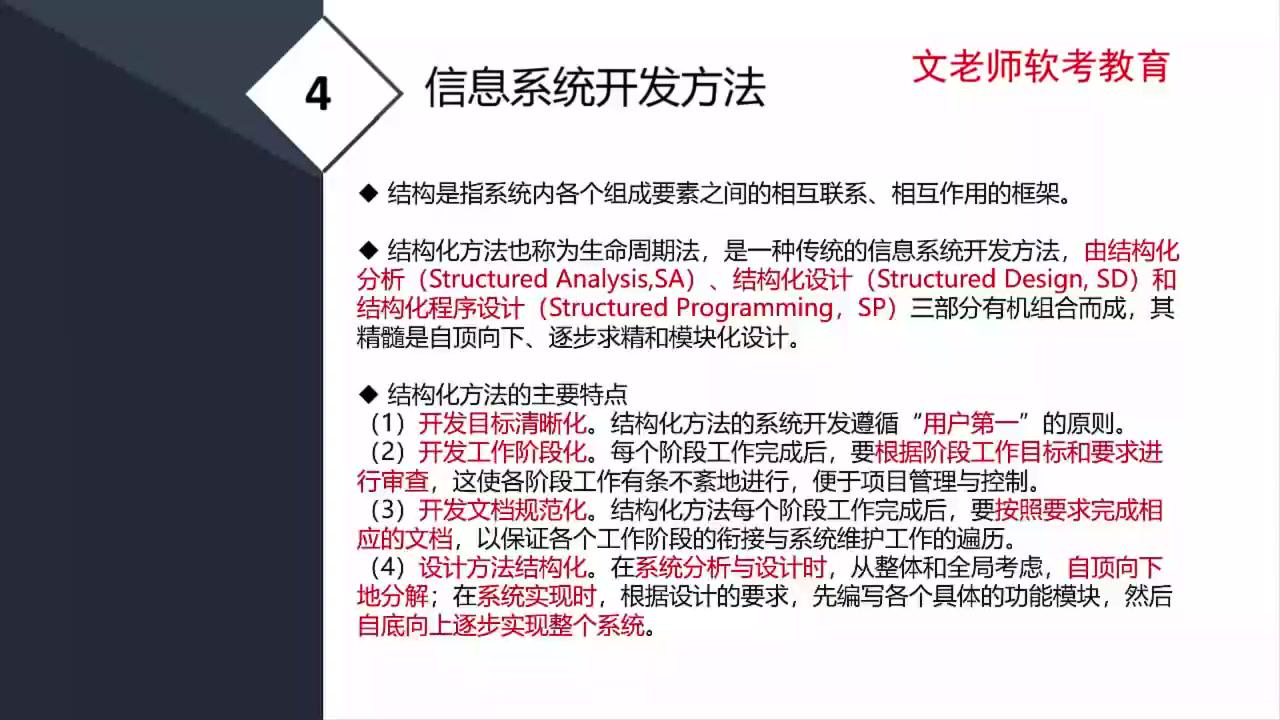 4
信息系统开发方法
文老师软考教育
◆ 结构是指系统内各个组成要素之间的相互联系、相互作用的框架。
◆ 结构化方法也称为生命周期法，是一种传统的信息系统开发方法，由结构化
分析（Structured Analysis,SA）、结构化设计（Structured Design, SD）和
结构化程序设计（Structured Programming，SP）三部分有机组合而成，其
精髓是自顶向下、逐步求精和模块化设计。
◆ 结构化方法的主要特点
（1）开发目标清晰化。结构化方法的系统开发遵循“用户第一”的原则。
（2）开发工作阶段化。每个阶段工作完成后，要根据阶段工作目标和要求进
行审查，这使各阶段工作有条不紊地进行，便于项目管理与控制。
（3）开发文档规范化。结构化方法每个阶段工作完成后，要按照要求完成相
应的文档，以保证各个工作阶段的衔接与系统维护工作的遍历。
（4）设计方法结构化。在系统分析与设计时，从整体和全局考虑，自顶向下
地分解；在系统实现时，根据设计的要求，先编写各个具体的功能模块，然后
自底向上逐步实现整个系统。